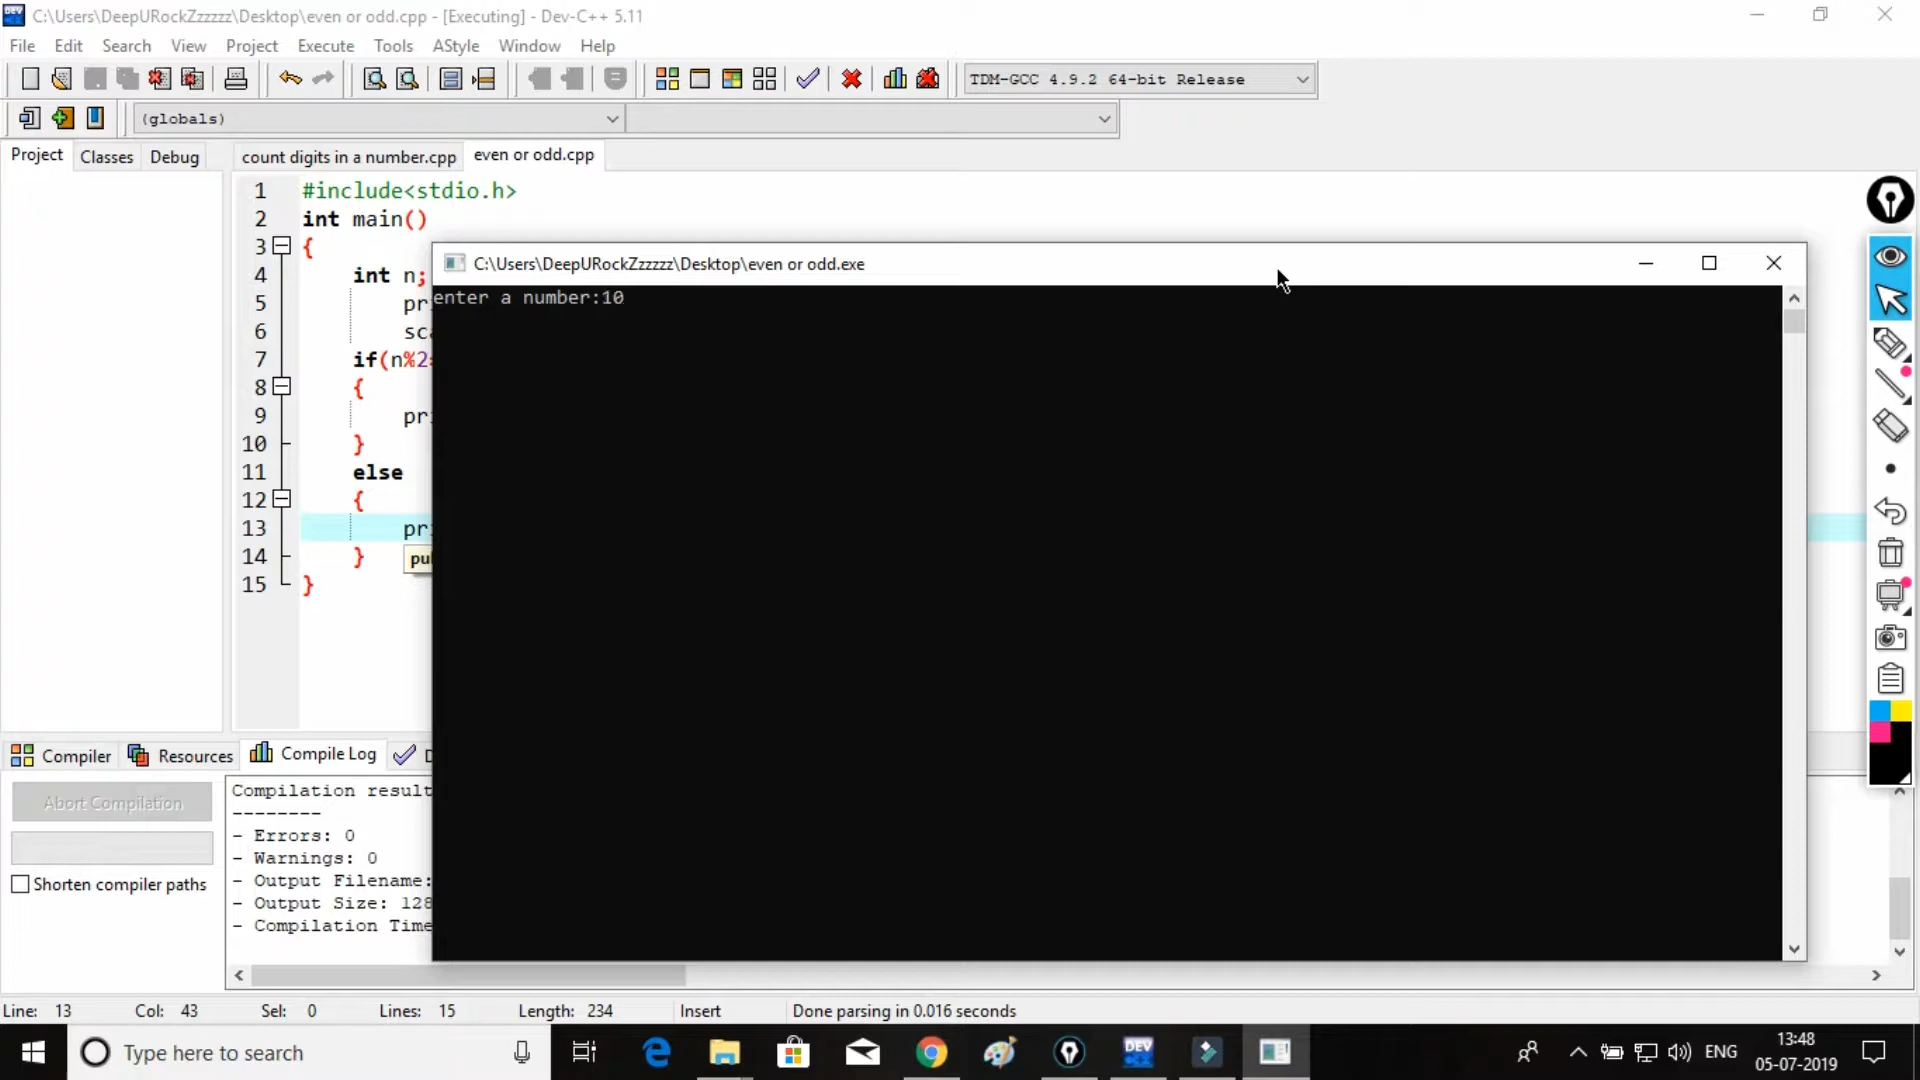 C:\Users\DeepURockZzzzzz\Desktop\even or odd.cpp - [Executing] - Dev-C++ 5.11
File Edit Search View Project Execute Tools AStyle Window Help
TDM-GCC 4.9.2 64-bit Release
(globals)
Project Classes Debug count digits in a number.cpp even or odd.cpp
1 #include<stdio.h>
2 int main()
3 {
C:\Users\DeepURockZzzzzz\Desktop\even or odd.exe
4 int n;
enter a number:10
5 pri
6 sca
7 if(n%2
8 {
9 pri
10 }
11 else
12 {
13 pri
14 }
15 }
Compiler Resources Compile Log
Abort Compilation
Shorten compiler paths
Compilation result
--------
- Errors: 0
- Warnings: 0
- Output Filename:
- Output Size: 128
- Compilation Time
Line: 13 Col: 43 Sel: 0 Lines: 15 Length: 234 Insert Done parsing in 0.016 seconds
Type here to search
DEV
ENG
13:48
05-07-2019